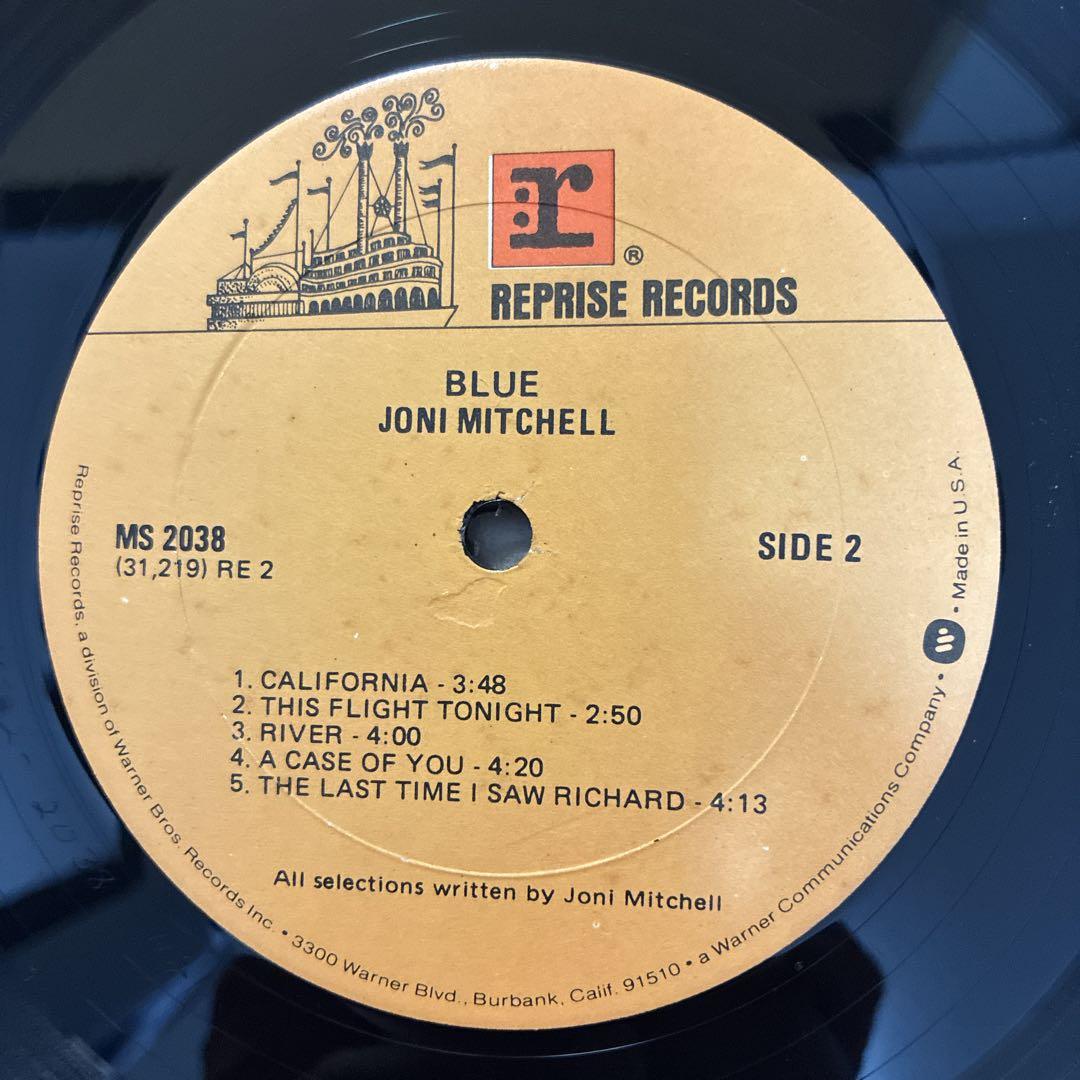 :r
®
REPRISE RECORDS
BLUE
JONI MITCHELL
MS 2038
(31,219) RE 2
SIDE 2
1. CALIFORNIA - 3:48
2. THIS FLIGHT TONIGHT - 2:50
3. RIVER - 4:00
4. A CASE OF YOU - 4:20
5. THE LAST TIME I SAW RICHARD - 4:13
All selections written by Joni Mitchell
Reprise Records, a division of Warner Bros. Records Inc. • 3300 Warner Blvd., Burbank, Calif. 91510 • a Warner Communications Company • W • Made in U.S.A.